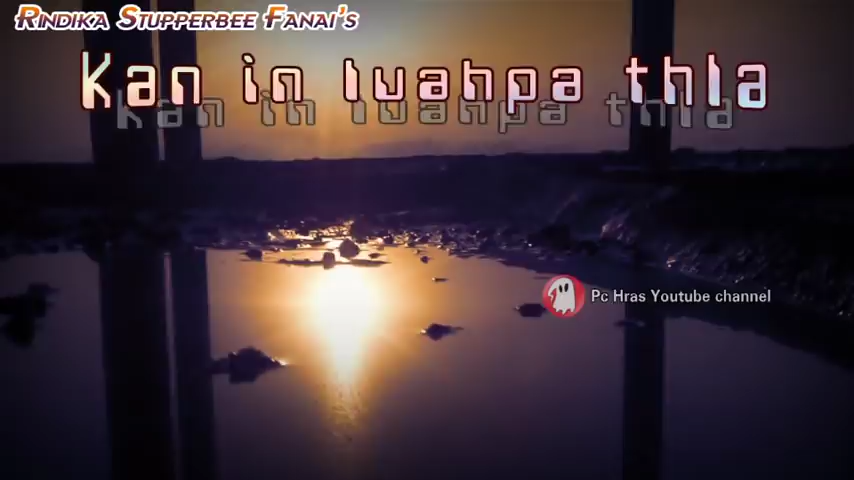 Rindika Stupperbee Fanai's
Kan in luahpa thla
Pc Hras Youtube channel